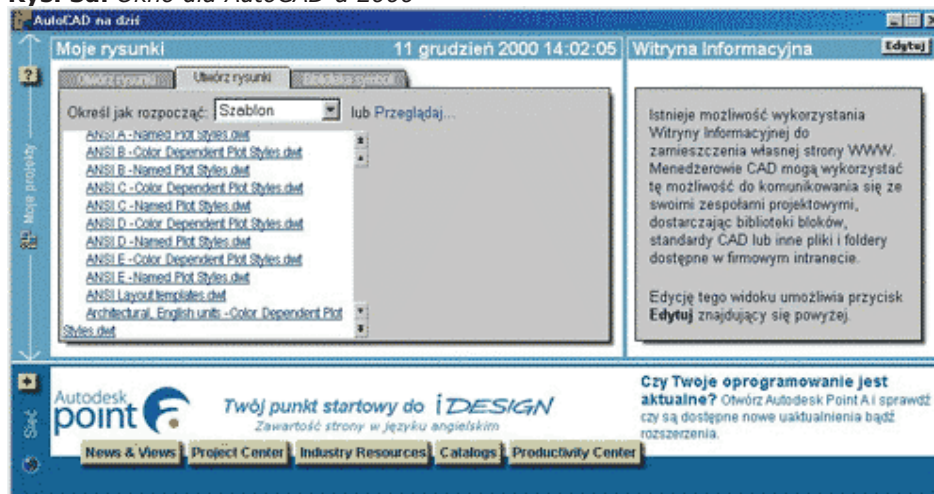 Okno dla AutoCAD'a 2000
AutoCAD na dziś
Moje rysunki
11 grudzień 2000 14:02:05
Witryna Informacyjna
Edytuj
Otwórz rysunki
Utwórz rysunki
Określ jak rozpocząć: Szablon lub Przeglądaj...
ANSI A -Named Plot Styles.dwt
ANSI B -Color Dependent Plot Styles.dwt
ANSI B -Named Plot Styles.dwt
ANSI C -Color Dependent Plot Styles.dwt
ANSI C -Named Plot Styles.dwt
ANSI D -Color Dependent Plot Styles.dwt
ANSI D -Named Plot Styles.dwt
ANSI E -Color Dependent Plot Styles.dwt
ANSI E -Named Plot Styles.dwt
ANSI Layout templates.dwt
Architectural, English units -Color Dependent Plot
Styles.dwt
Istnieje możliwość wykorzystania
Witryny Informacyjnej do
zamieszczenia własnej strony WWW.
Menedżerowie CAD mogą wykorzystać
tę możliwość do komunikowania się ze
swoimi zespołami projektowymi,
dostarczając biblioteki bloków,
standardy CAD lub inne pliki i foldery
dostępne w firmowym intranecie.
Edycję tego widoku umożliwia przycisk
Edytuj znajdujący się powyżej.
Moje projekty
Sieć
Autodesk
point
Twój punkt startowy do iDESIGN
Zawartość strony w języku angielskim
News & Views
Project Center
Industry Resources
Catalogs
Productivity Center
Czy Twoje oprogramowanie jest
aktualne? Otwórz Autodesk Point A i sprawdź
czy są dostępne nowe uaktualnienia bądź
rozszerzenia.